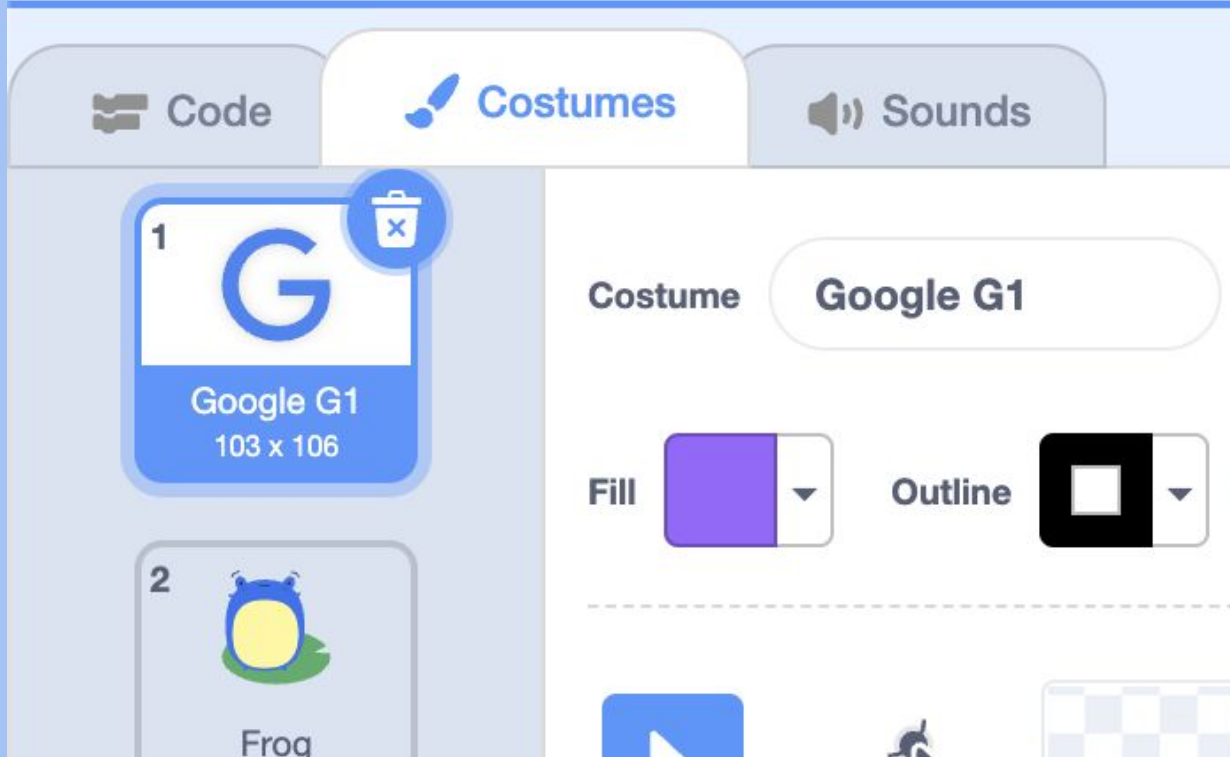 Code
Costumes
Sounds
1
G
Google G1
103 x 106
2
Frog
Costume
Google G1
Fill
Outline